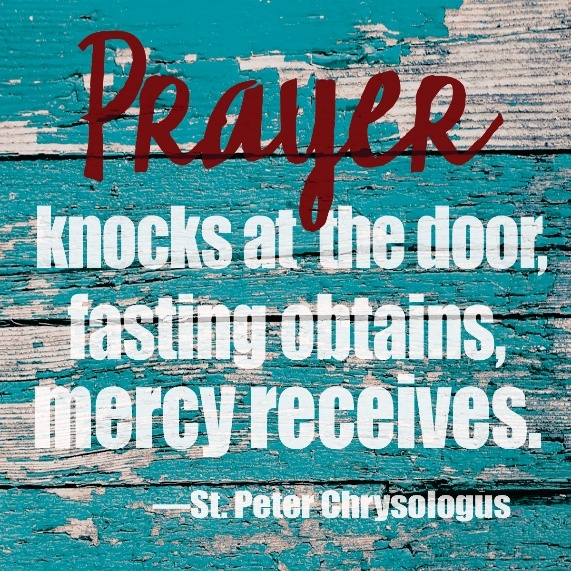 Prayer
knocks at the door,
fasting obtains,
mercy receives.
—St. Peter Chrysologus